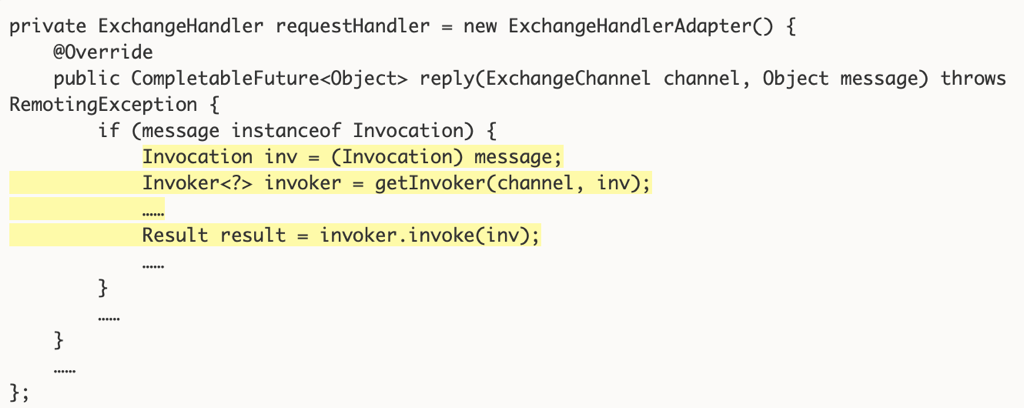 private ExchangeHandler requestHandler = new ExchangeHandlerAdapter() {
    @Override
    public CompletableFuture<Object> reply(ExchangeChannel channel, Object message) throws
RemotingException {
        if (message instanceof Invocation) {
            Invocation inv = (Invocation) message;
            Invoker<?> invoker = getInvoker(channel, inv);
            ……
            Result result = invoker.invoke(inv);
            ……
        }
        ……
    }
    ……
};